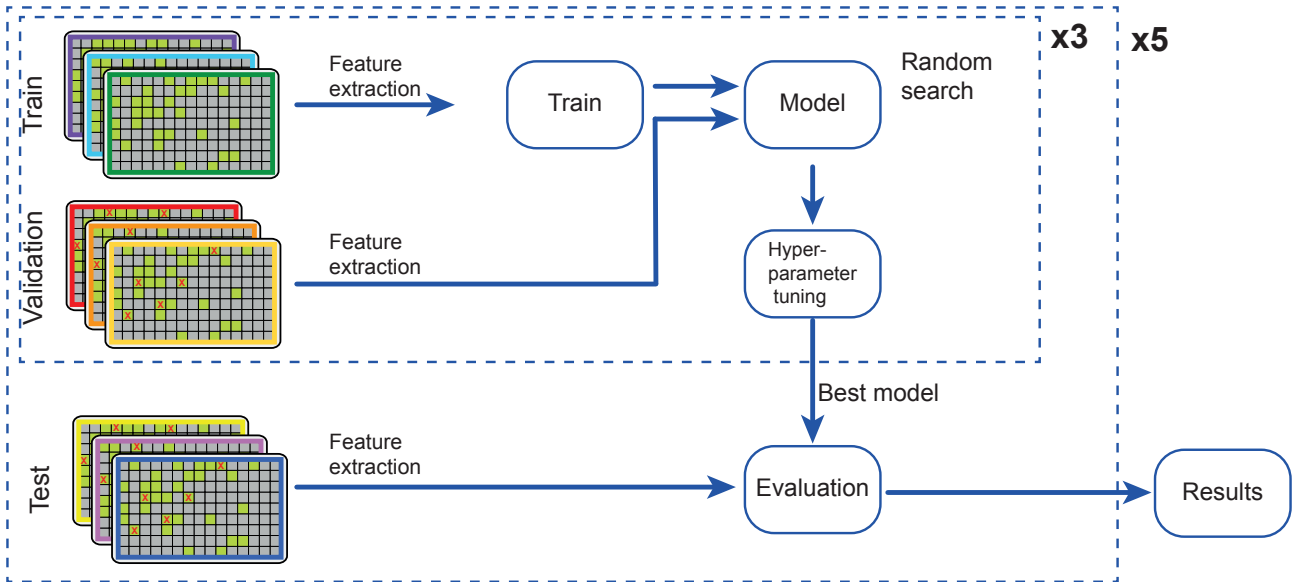 x3
x5
Train
Feature
extraction
Train
Model
Random
search
Validation
Feature
extraction
Hyper-
parameter
tuning
Best model
Test
Feature
extraction
Evaluation
Results